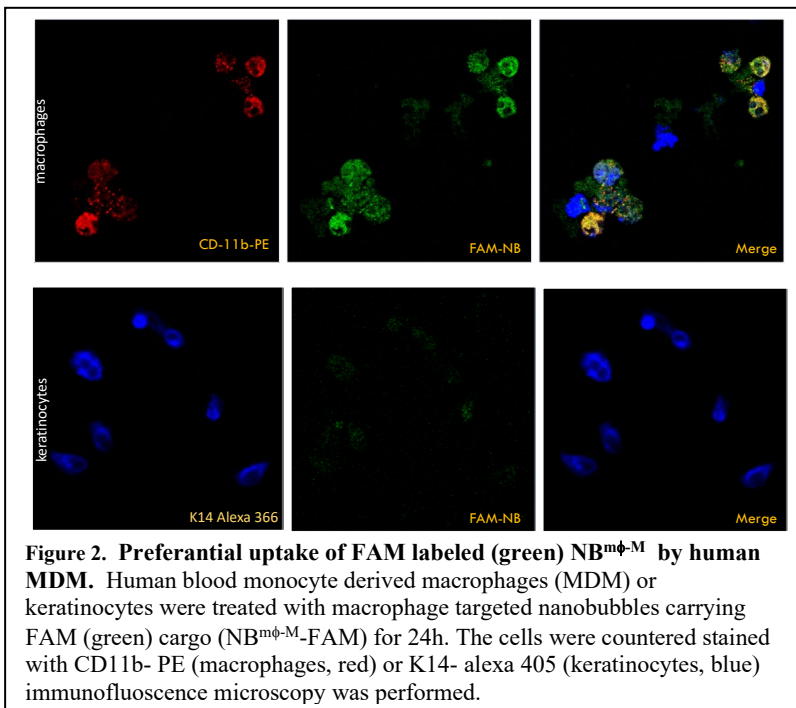 macrophages
CD-11b-PE
FAM-NB
Merge
keratinocytes
K14 Alexa 366
FAM-NB
Merge
Figure 2. Preferantial uptake of FAM labeled (green) NBmϕ-M by human
MDM. Human blood monocyte derived macrophages (MDM) or
keratinocytes were treated with macrophage targeted nanobubbles carrying
FAM (green) cargo (NBmϕ-M-FAM) for 24h. The cells were countered stained
with CD11b- PE (macrophages, red) or K14- alexa 405 (keratinocytes, blue)
immunofluoscence microscopy was performed.